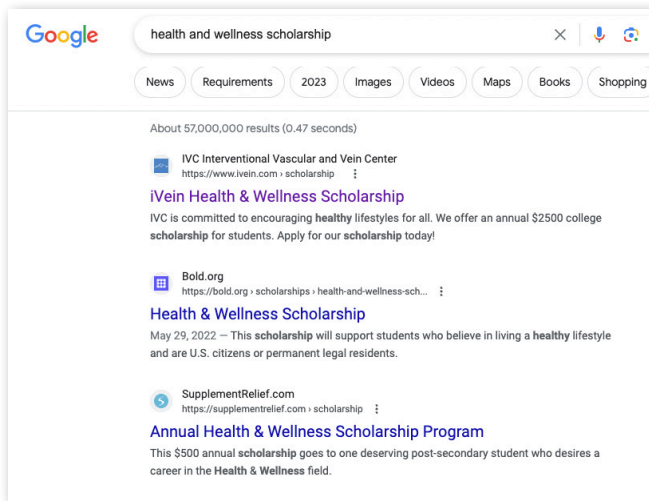 Google
health and wellness scholarship
News Requirements 2023 Images Videos Maps Books Shopping
About 57,000,000 results (0.47 seconds)
IVC Interventional Vascular and Vein Center
https://www.ivein.com › scholarship
iVein Health & Wellness Scholarship
IVC is committed to encouraging healthy lifestyles for all. We offer an annual $2500 college
scholarship for students. Apply for our scholarship today!
Bold.org
https://bold.org › scholarships › health-and-wellness-sch...
Health & Wellness Scholarship
May 29, 2022 — This scholarship will support students who believe in living a healthy lifestyle
and are U.S. citizens or permanent legal residents.
SupplementRelief.com
https://supplementrelief.com › scholarship
Annual Health & Wellness Scholarship Program
This $500 annual scholarship goes to one deserving post-secondary student who desires a
career in the Health & Wellness field.